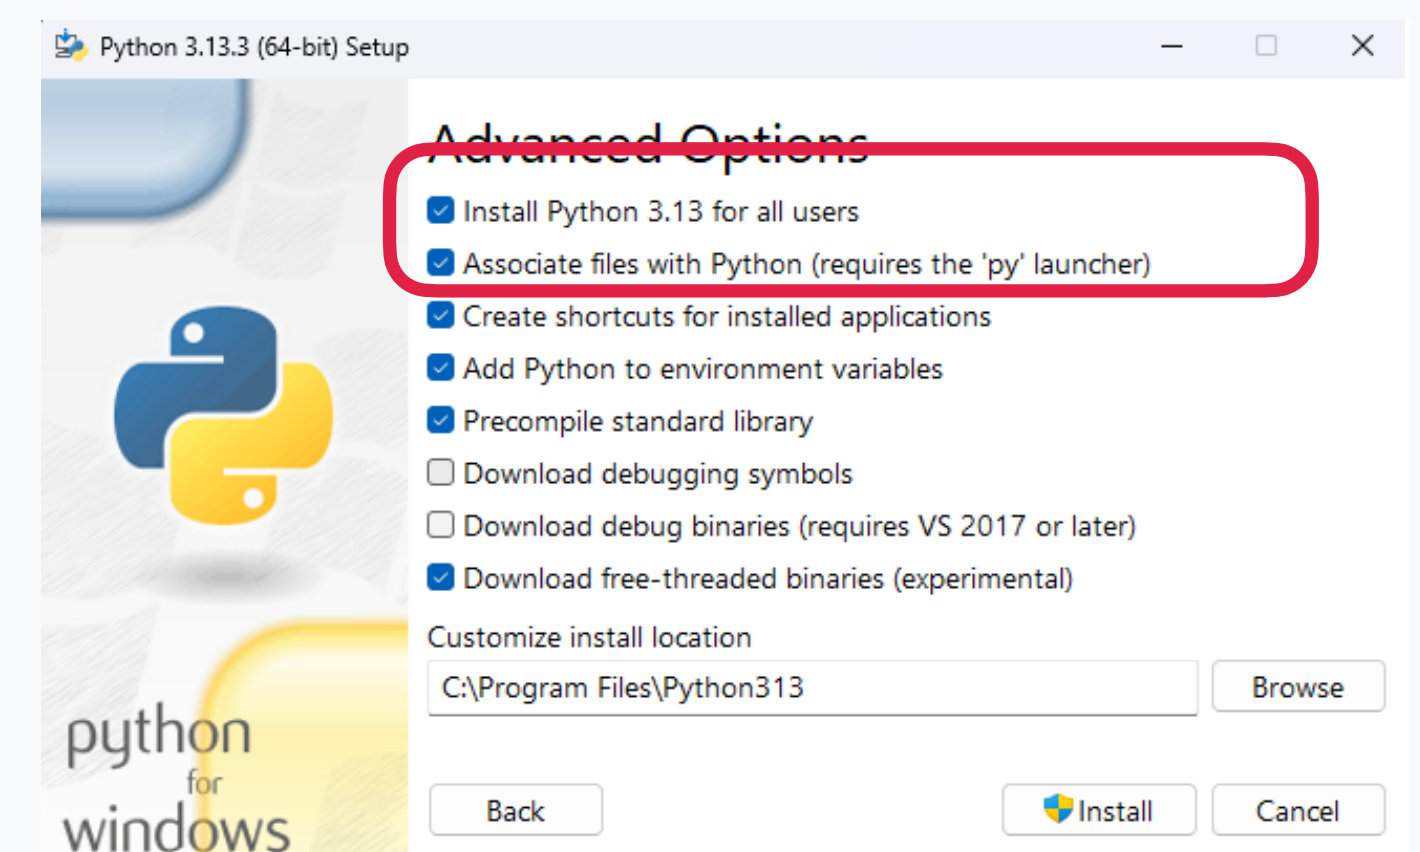 Python 3.13.3 (64-bit) Setup
Advanced Options
Install Python 3.13 for all users
Associate files with Python (requires the 'py' launcher)
Create shortcuts for installed applications
Add Python to environment variables
Precompile standard library
Download debugging symbols
Download debug binaries (requires VS 2017 or later)
Download free-threaded binaries (experimental)
Customize install location
C:\Program Files\Python313
Browse
python
for
windows
Back
Install
Cancel